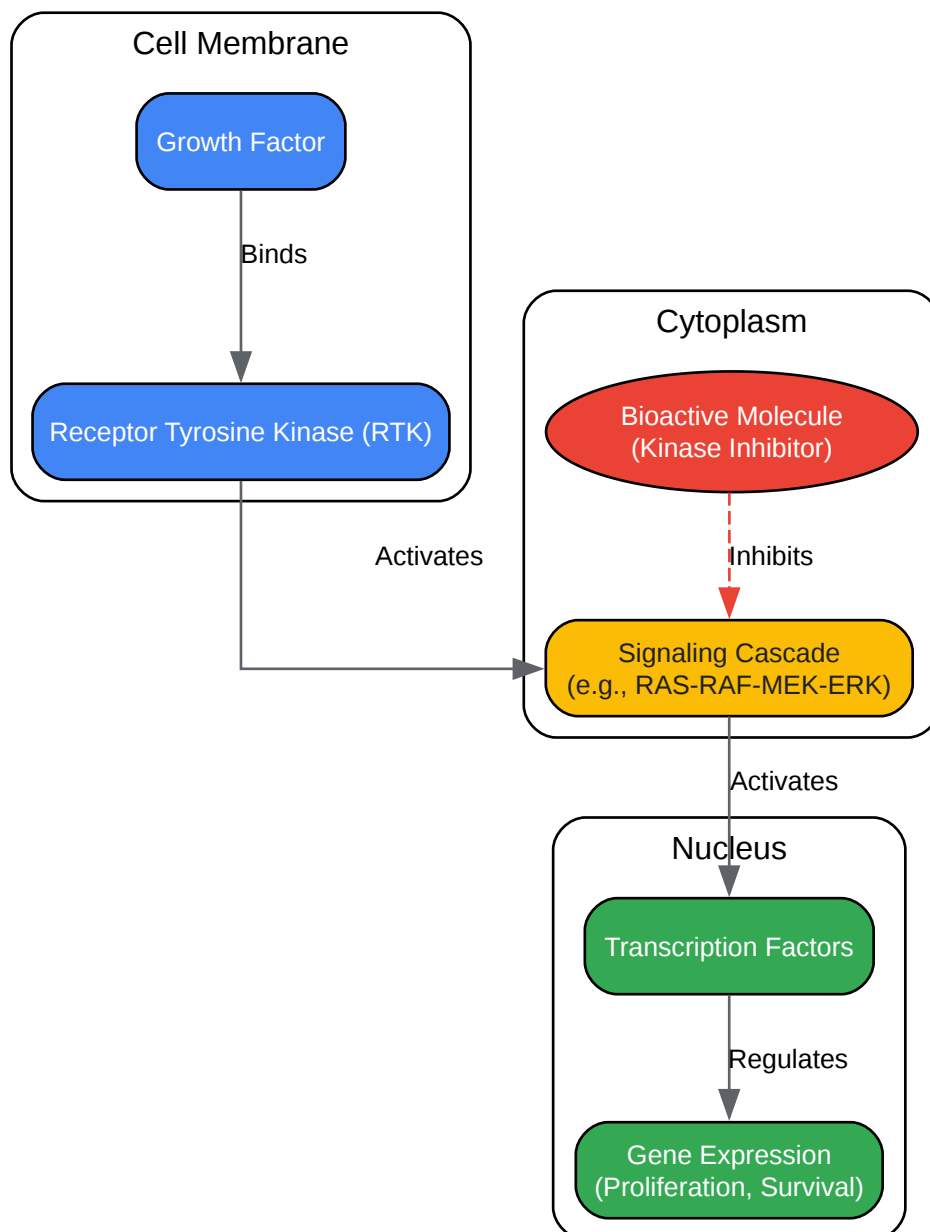 Cell Membrane
Growth Factor
Binds
Receptor Tyrosine Kinase (RTK)
Activates
Cytoplasm
Bioactive Molecule
(Kinase Inhibitor)
Inhibits
Signaling Cascade
(e.g., RAS-RAF-MEK-ERK)
Activates
Nucleus
Transcription Factors
Regulates
Gene Expression
(Proliferation, Survival)